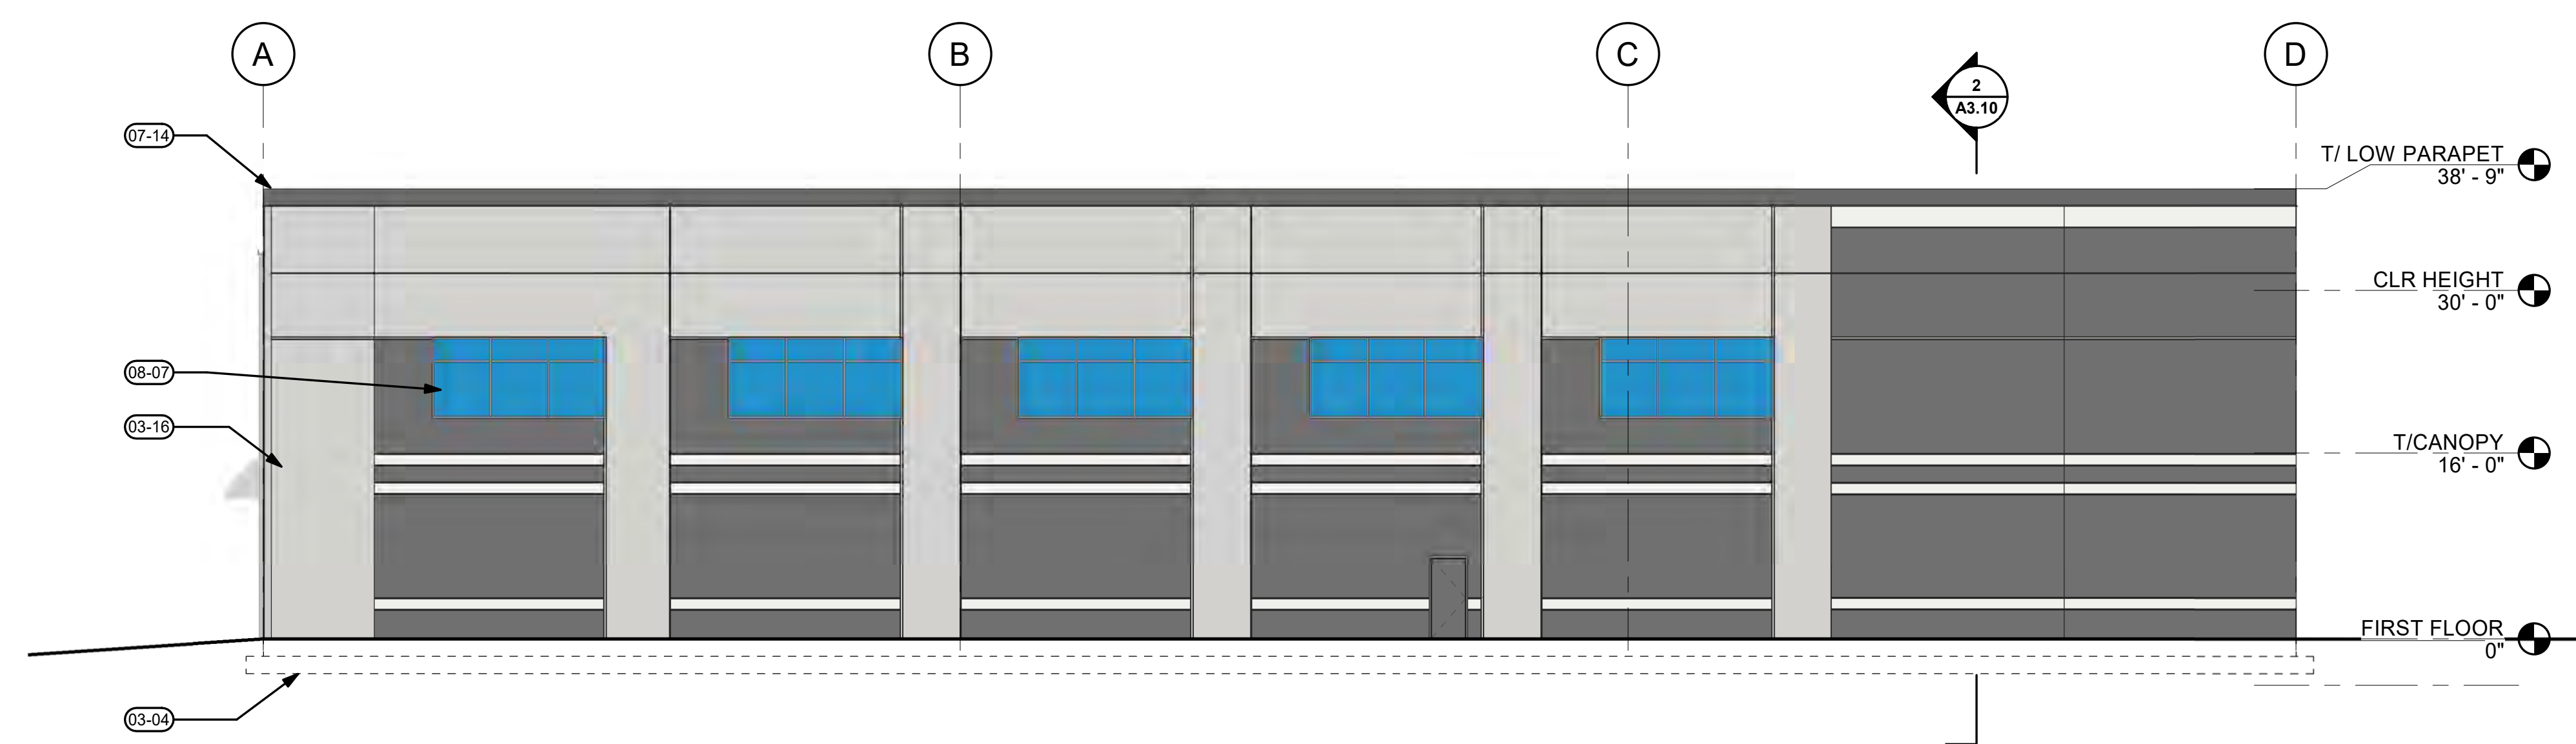 A
B
C
D
2
A3.10
07-14
T/ LOW PARAPET
38' - 9"
CLR HEIGHT
30' - 0"
08-07
03-16
T/CANOPY
16' - 0"
FIRST FLOOR
0"
03-04